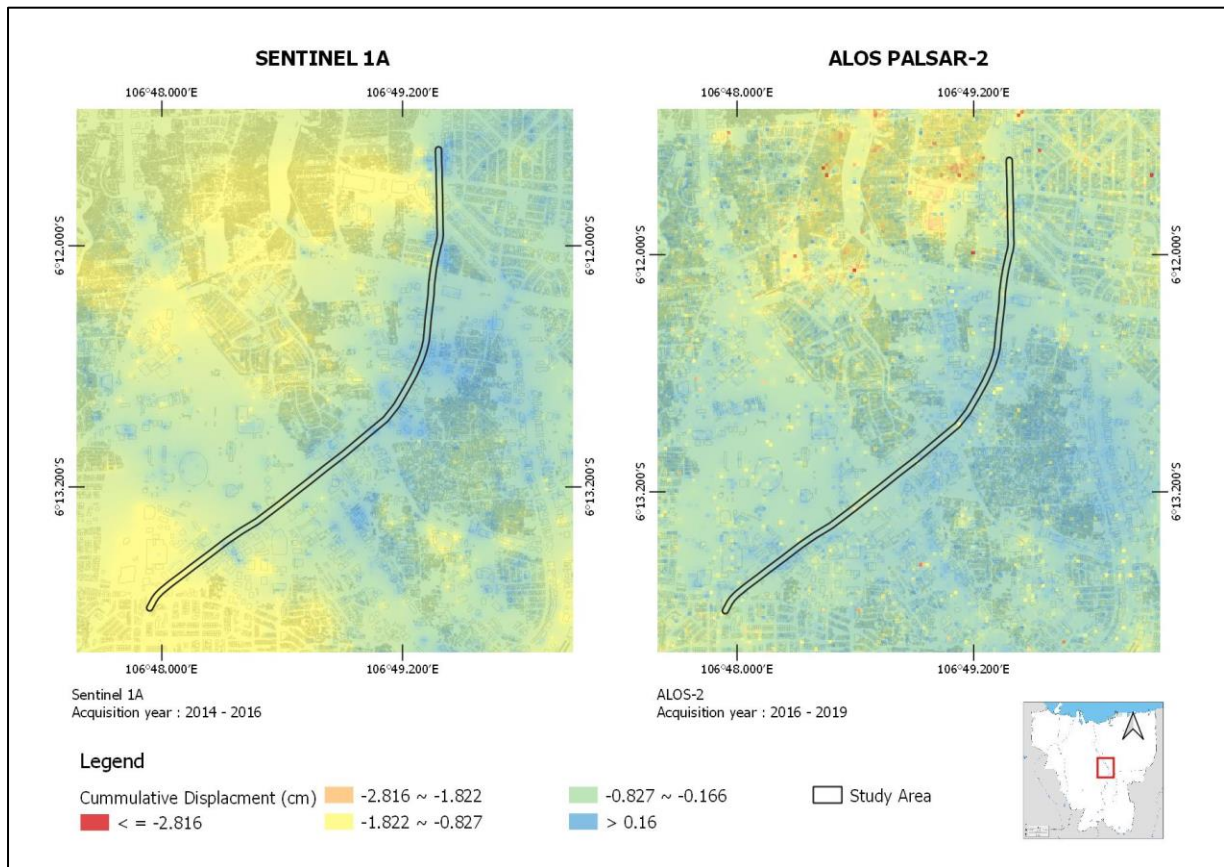 SENTINEL 1A
ALOS PALSAR-2
106°48.000'E
106°49.200'E
106°48.000'E
106°49.200'E
6°12.000'S
6°12.000'S
6°12.000'S
6°12.000'S
6°13.200'S
6°13.200'S
6°13.200'S
6°13.200'S
106°48.000'E
106°49.200'E
106°48.000'E
106°49.200'E
Sentinel 1A
Acquisition year : 2014 - 2016
ALOS-2
Acquisition year : 2016 - 2019
Legend
Cummulative Displacment (cm)
< = -2.816
-2.816 ~ -1.822
-1.822 ~ -0.827
-0.827 ~ -0.166
> 0.16
Study Area